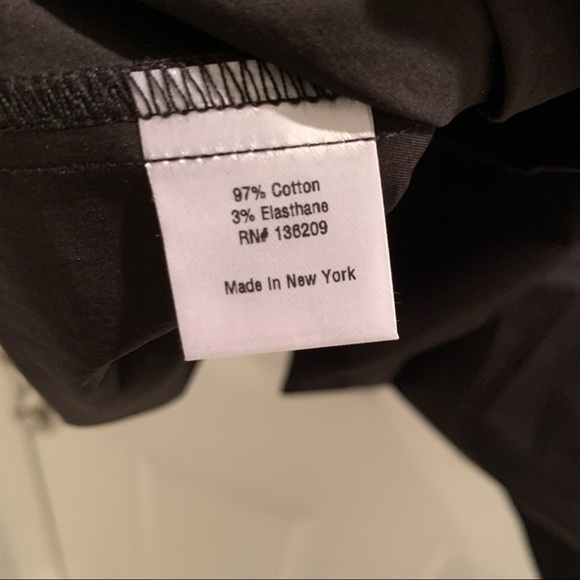 97% Cotton
3% Elasthane
RN# 136209
Made In New York